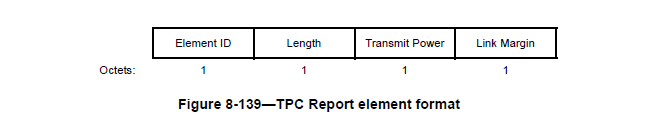 Element ID Length Transmit Power Link Margin
Octets: 1 1 1 1
Figure 8-139—TPC Report element format